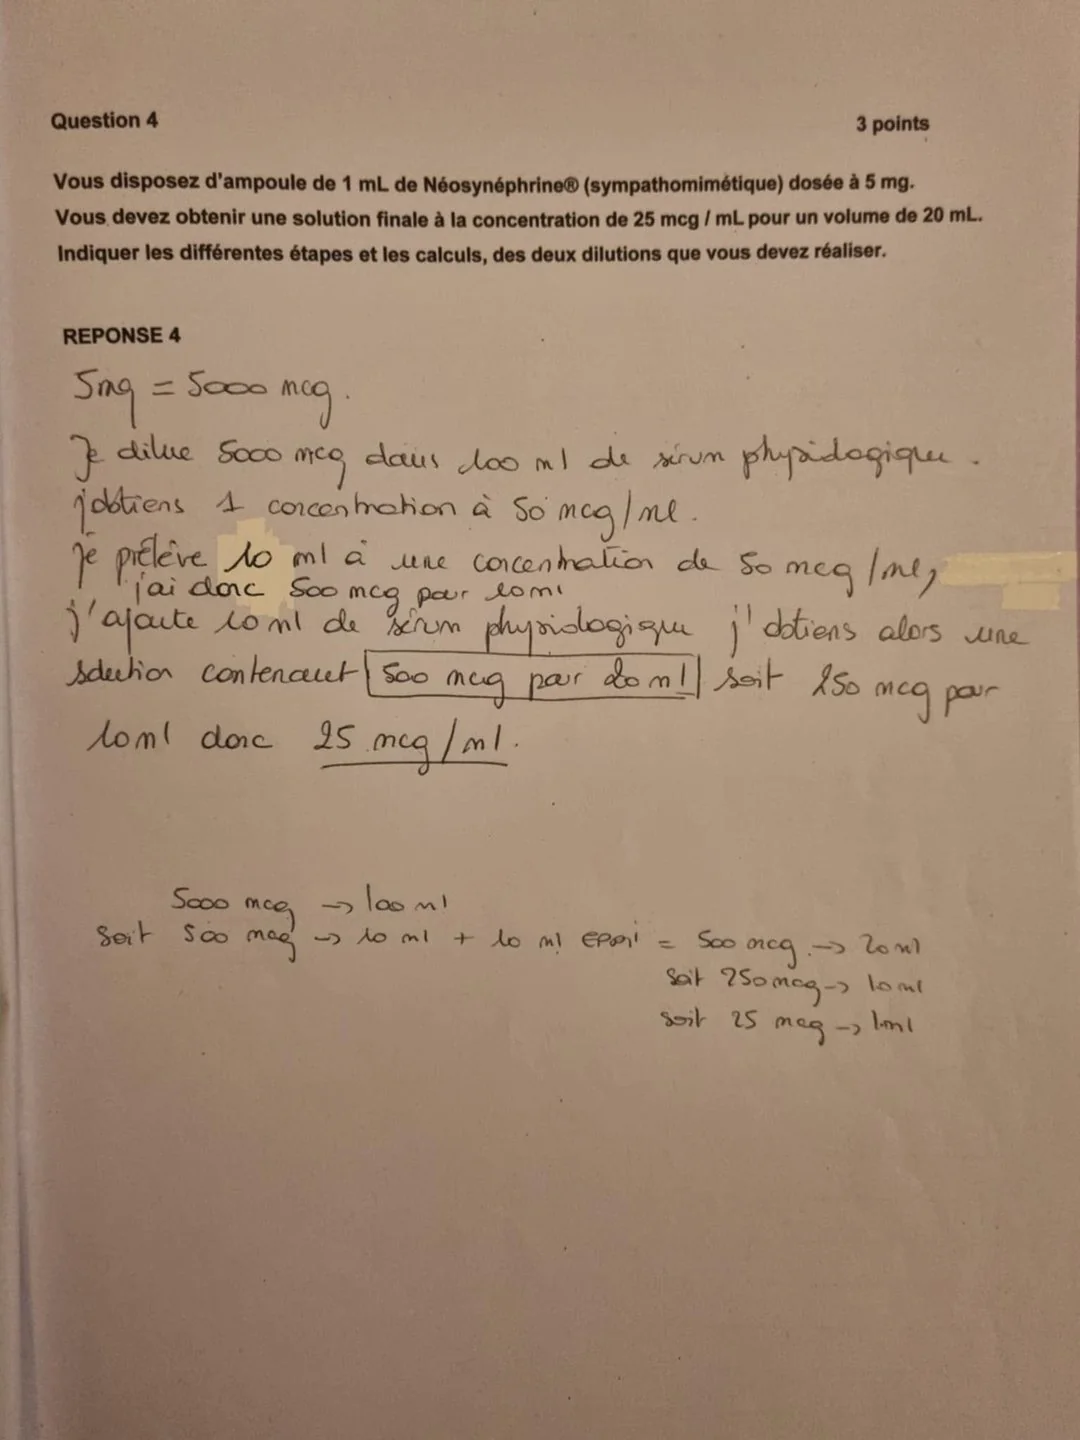 Question 4
3 points
Vous disposez d'ampoule de 1 mL de Néosynéphrine® (sympathomimétique) dosée à 5 mg.
Vous devez obtenir une solution finale à la concentration de 25 mcg / mL pour un volume de 20 mL.
Indiquer les différentes étapes et les calculs, des deux dilutions que vous devez réaliser.
REPONSE 4
5mg = 5000 mcg.
Je dilue 5000 mcg dans 100 ml de sérum physiologique.
j'obtiens 1 concentration à 50 mcg/ml.
je prélève 10 ml à une concentration de 50 mcg/ml,
j'ai donc 500 mcg pour 10ml
j'ajoute 10ml de sérum physiologique j'obtiens alors une
solution contenant 500 mcg pour 20 ml soit 250 mcg pour
10ml donc 25 mcg/ml.
5000 mcg → 100 ml
Soit 500 mcg → 10 ml + 10 ml EPPI = 500 mcg → 20 ml
Soit 250 mcg → 10 ml
Soit 25 mcg → 1ml